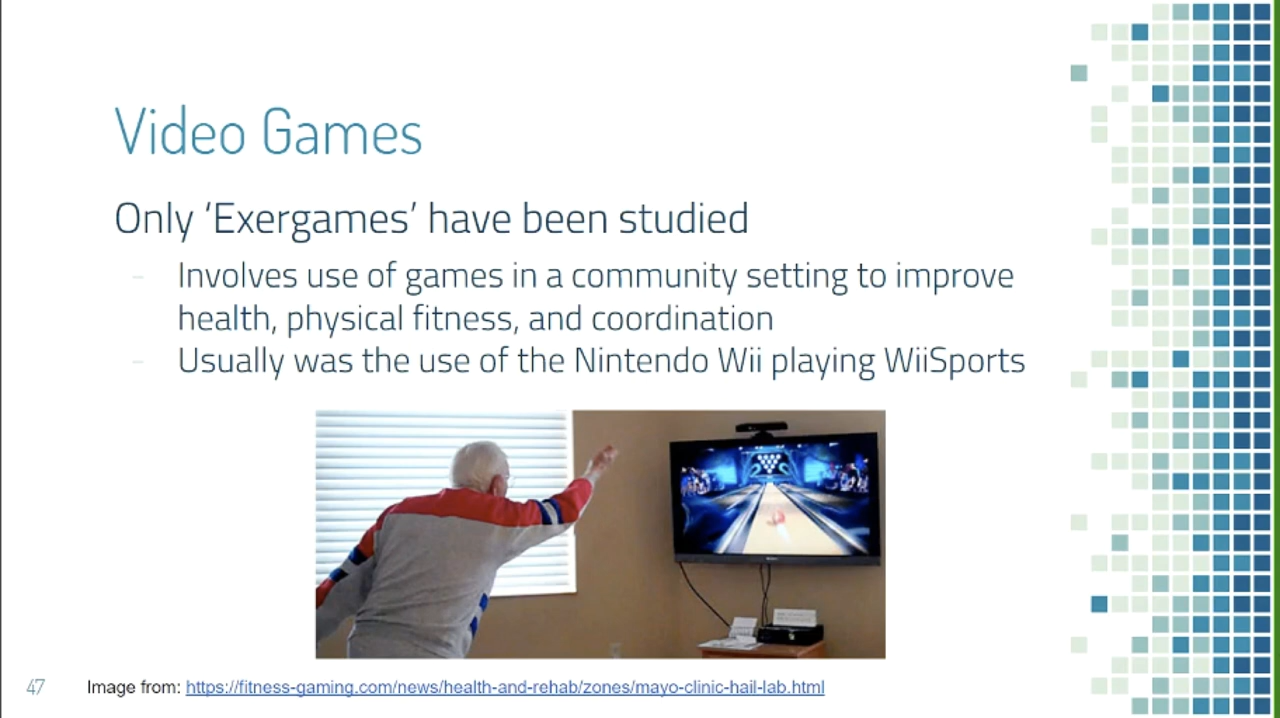 Video Games
Only ‘Exergames’ have been studied
– Involves use of games in a community setting to improve
health, physical fitness, and coordination
– Usually was the use of the Nintendo Wii playing WiiSports
47
Image from: https://fitness-gaming.com/news/health-and-rehab/zones/mayo-clinic-hail-lab.html